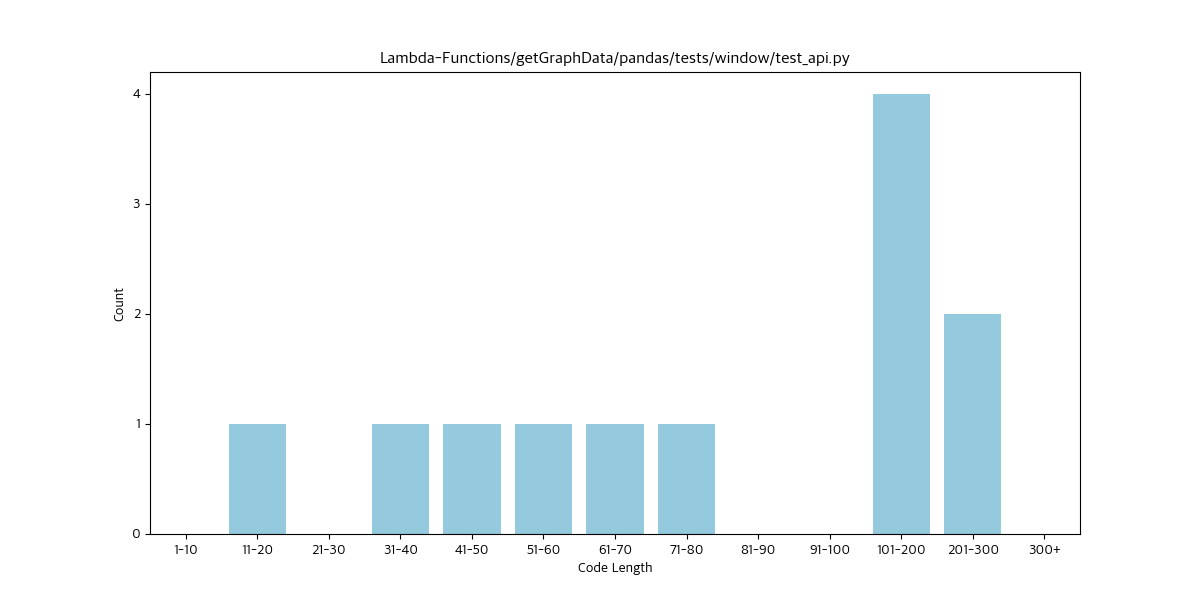 Lambda-Functions/getGraphData/pandas/tests/window/test_api.py
4
3
2
1
0
Count
1-10 11-20 21-30 31-40 41-50 51-60 61-70 71-80 81-90 91-100 101-200 201-300 300+
Code Length